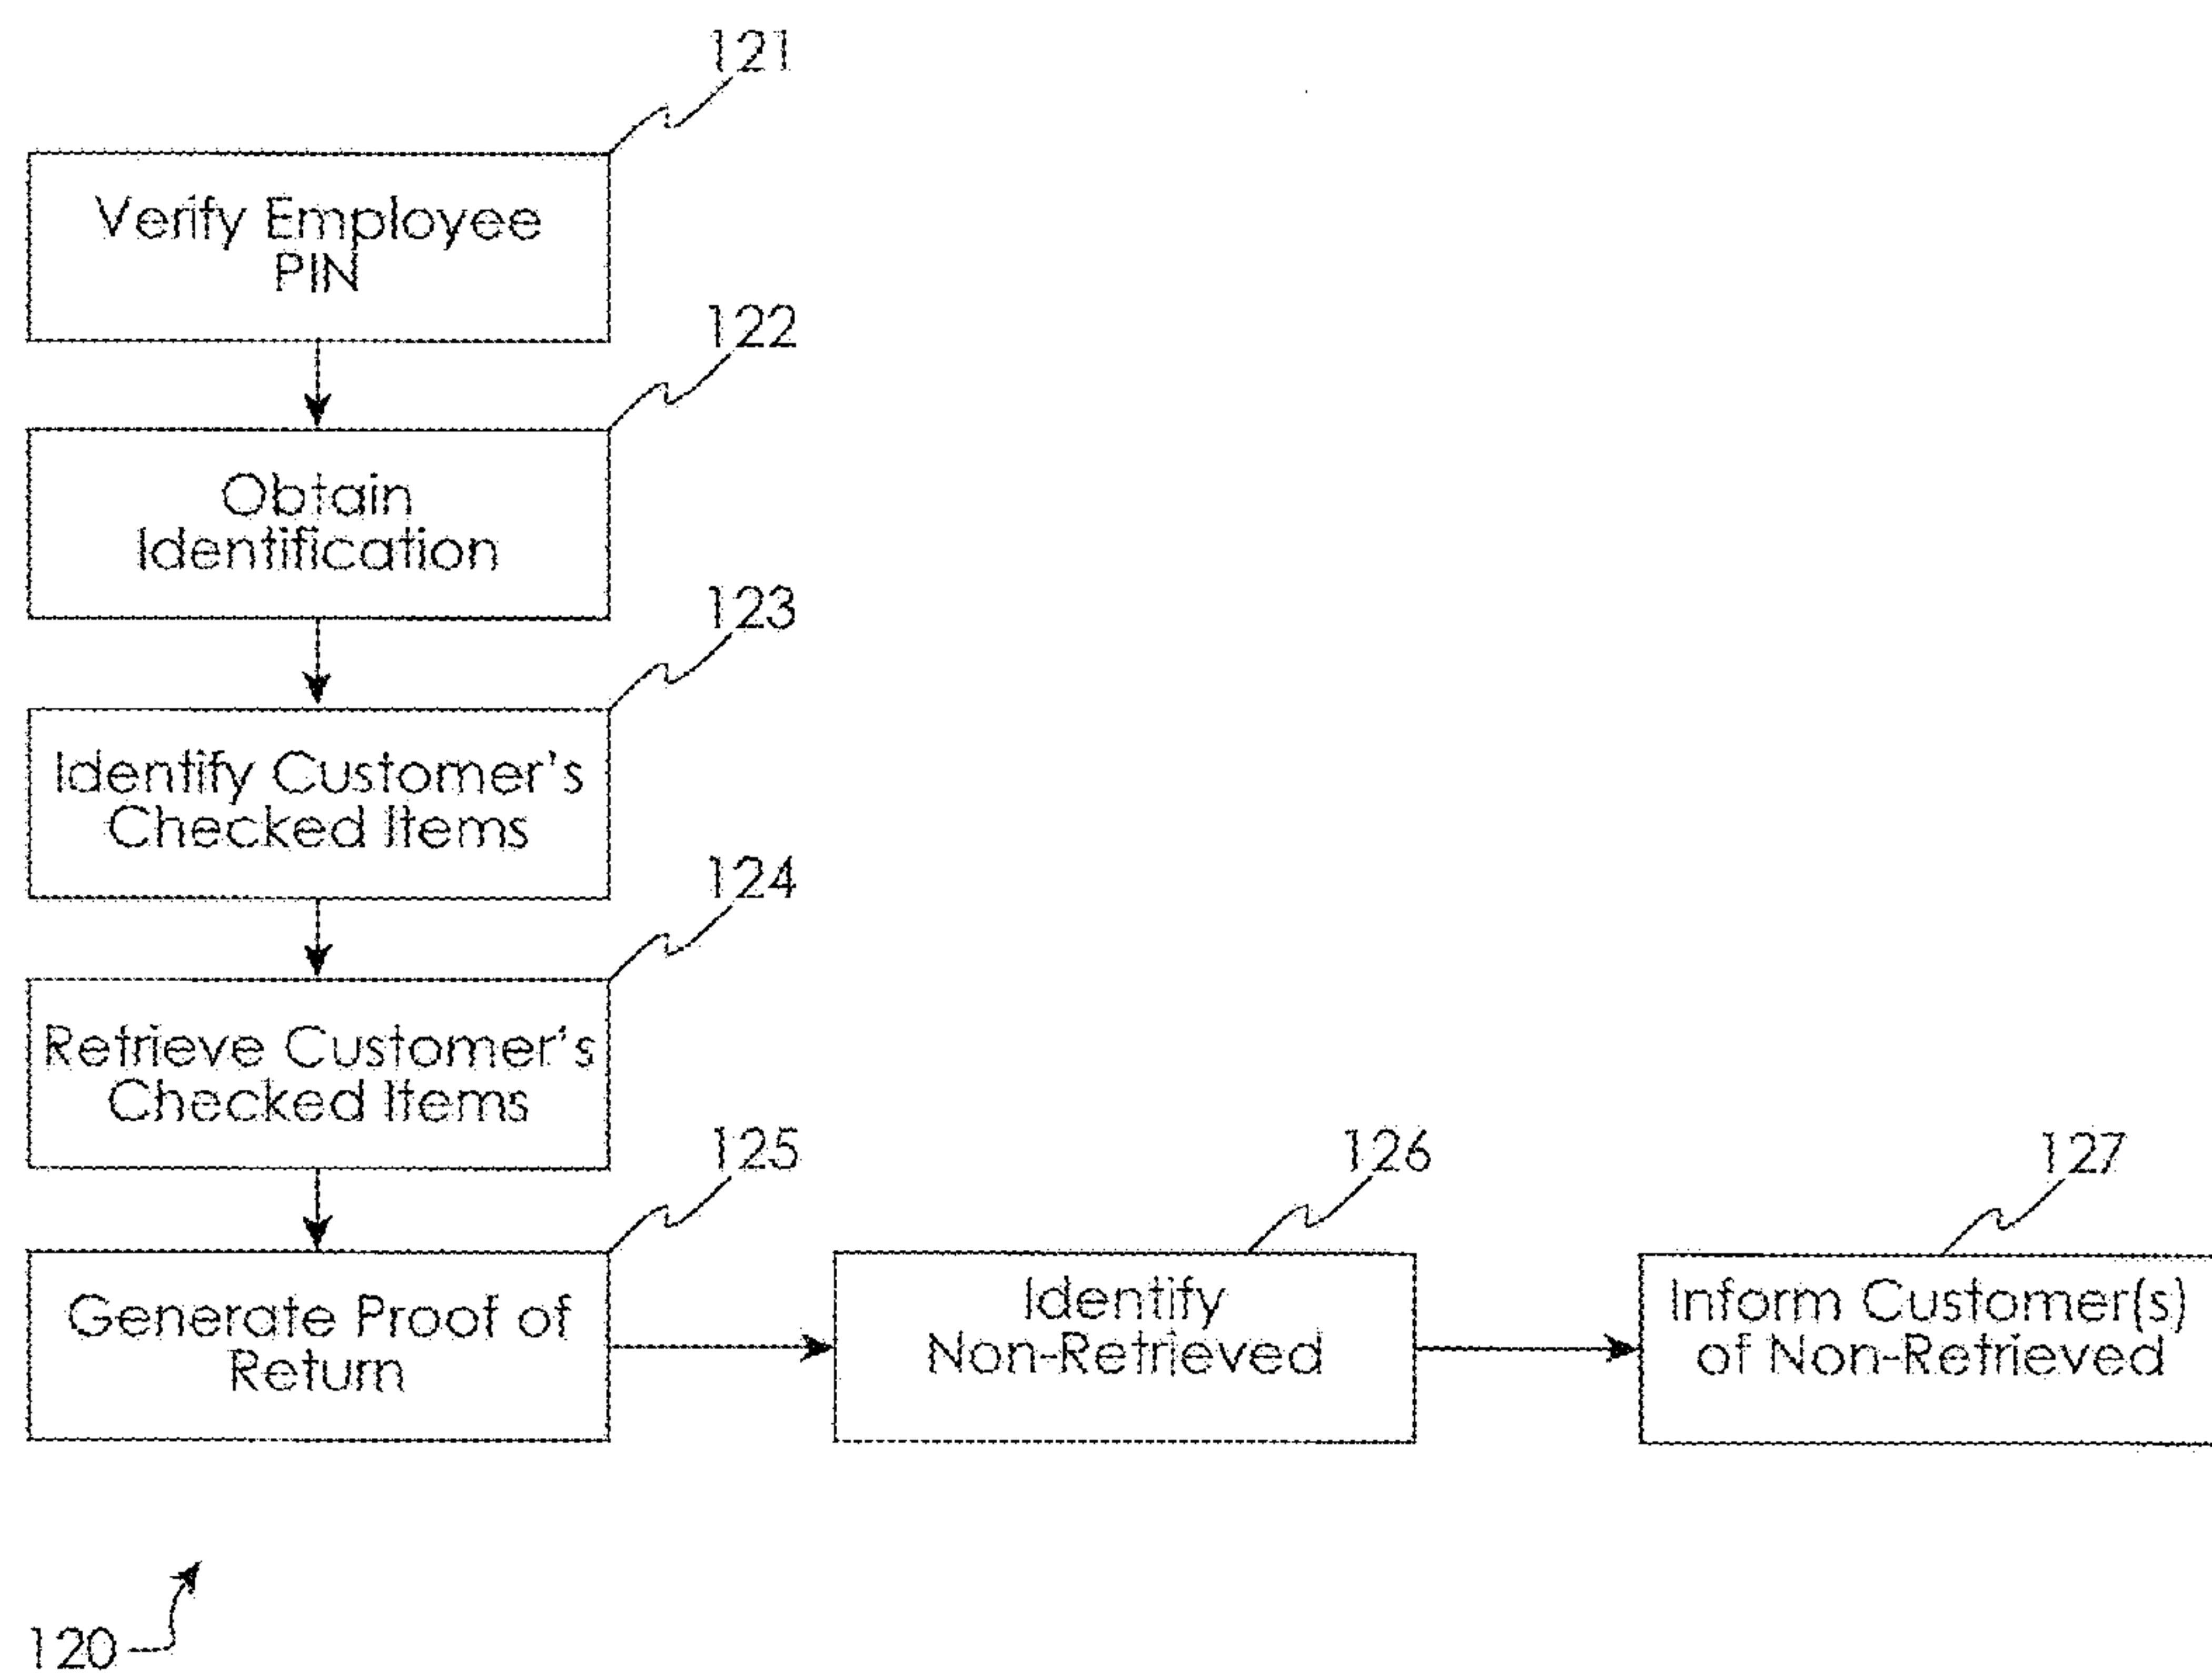 121
Verify Employee
PIN
122
Obtain
Identification
123
Identify Customer's
Checked Items
124
Retrieve Customer's
Checked Items
125
Generate Proof of
Return
126
Identify
Non-Retrieved
127
Inform Customer(s)
of Non-Retrieved
120